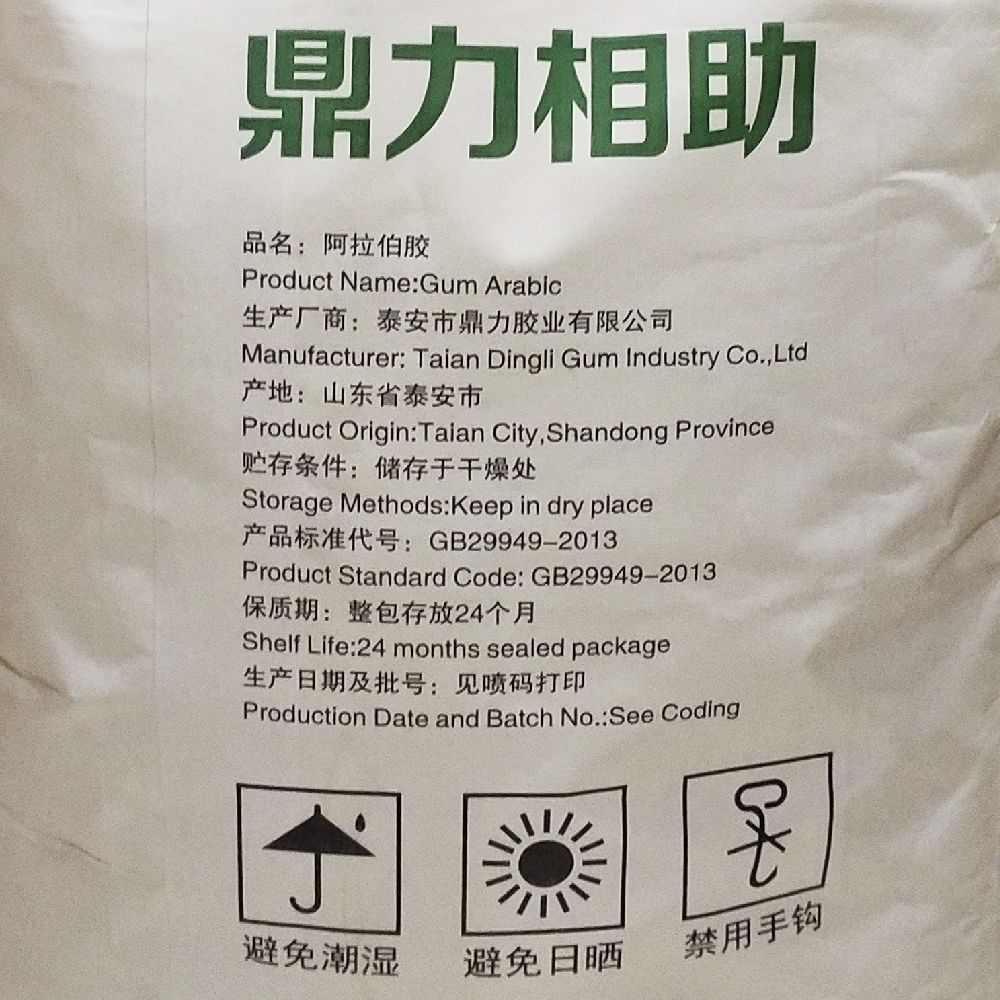 鼎力相助
品名：阿拉伯胶
Product Name:Gum Arabic
生产厂商：泰安市鼎力胶业有限公司
Manufacturer: Taian Dingli Gum Industry Co.,Ltd
产地：山东省泰安市
Product Origin:Taian City,Shandong Province
贮存条件：储存于干燥处
Storage Methods:Keep in dry place
产品标准代号：GB29949-2013
Product Standard Code: GB29949-2013
保质期：整包存放24个月
Shelf Life:24 months sealed package
生产日期及批号：见喷码打印
Production Date and Batch No.:See Coding
避免潮湿 避免日晒 禁用手钩